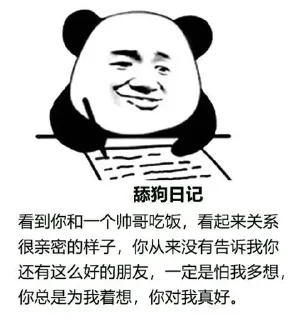 舔狗日记
看到你和一个帅哥吃饭，看起来关系
很亲密的样子，你从来没有告诉我你
还有这么好的朋友，一定是怕我多想，
你总是为我着想，你对我真好。